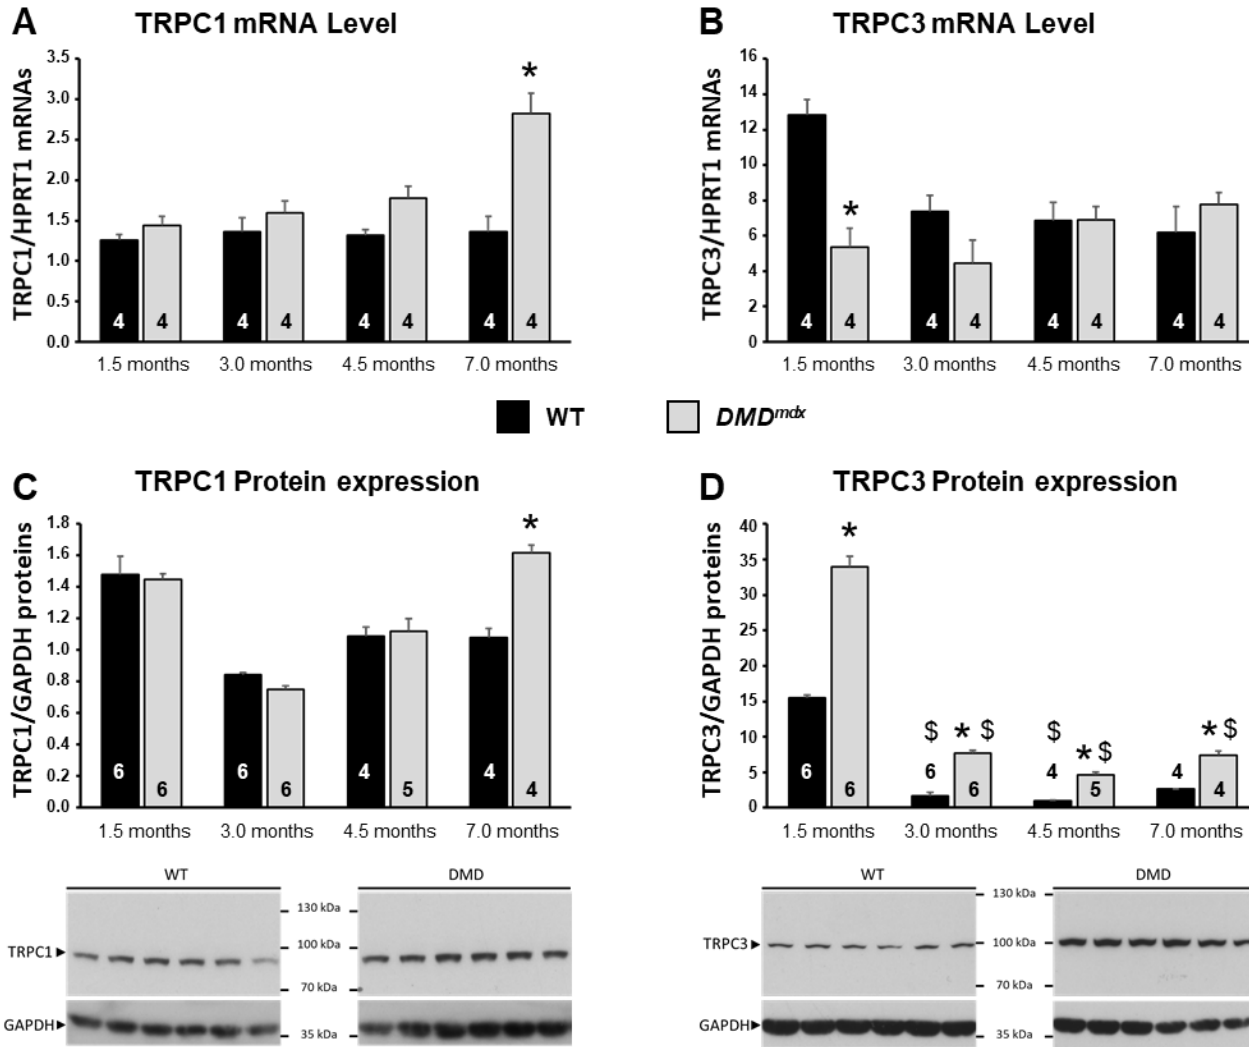 A TRPC1 mRNA Level
TRPC1/HPRT1 mRNAs
3.5
3.0
2.5
2.0
1.5
1.0
0.5
0.0
*
4 4 4 4 4 4 4 4
1.5 months 3.0 months 4.5 months 7.0 months
B TRPC3 mRNA Level
TRPC3/HPRT1 mRNAs
16
14
12
10
8
6
4
2
0
*
4 4 4 4 4 4 4 4
1.5 months 3.0 months 4.5 months 7.0 months
WT DMDmdx
C TRPC1 Protein expression
TRPC1/GAPDH proteins
1.8
1.6
1.4
1.2
1.0
0.8
0.6
0.4
0.2
0.0
*
6 6 6 6 4 5 4 4
1.5 months 3.0 months 4.5 months 7.0 months
WT DMD
130 kDa
TRPC1 100 kDa
70 kDa
GAPDH 35 kDa
D TRPC3 Protein expression
TRPC3/GAPDH proteins
40
35
30
25
20
15
10
5
0
*
$ * $ $ * $ * $
6 6 6 6 4 5 4 4
1.5 months 3.0 months 4.5 months 7.0 months
WT DMD
130 kDa
TRPC3 100 kDa
70 kDa
GAPDH 35 kDa